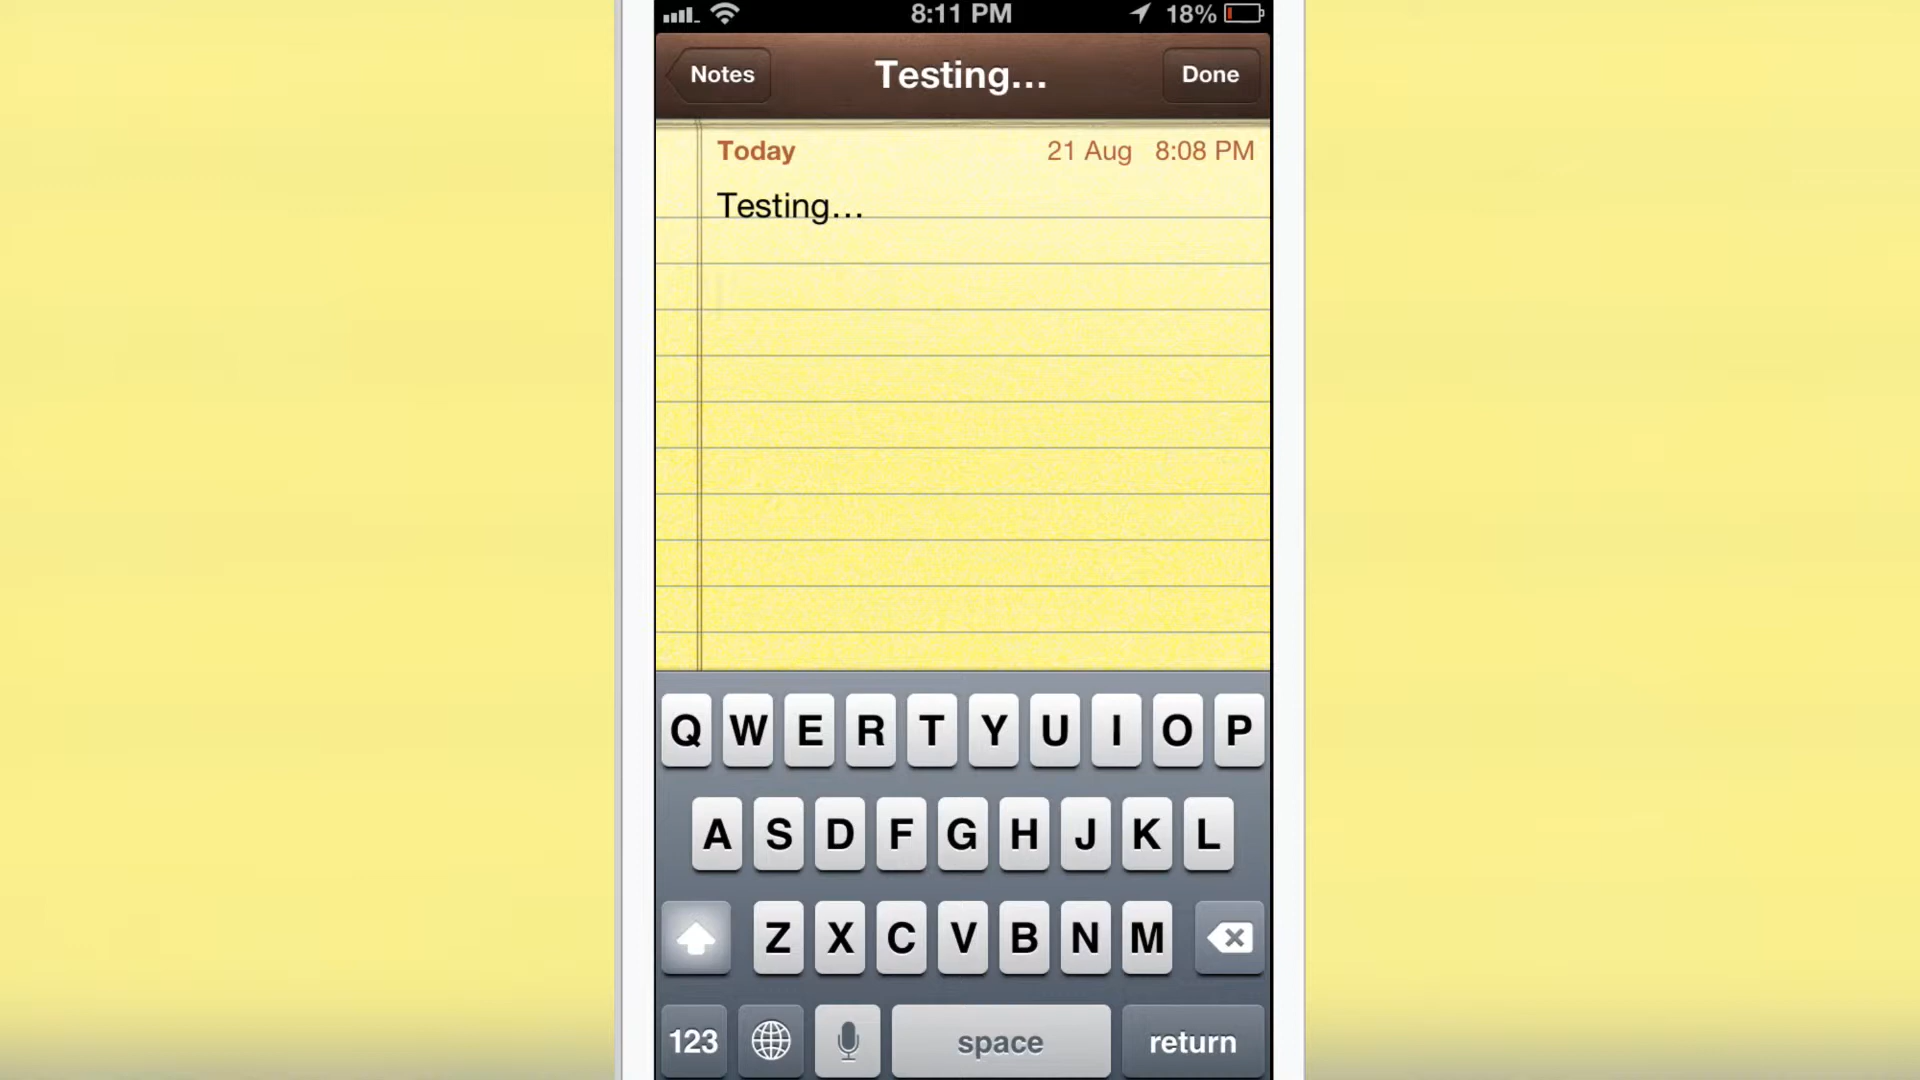 8:11 PM 18%
Notes Testing... Done
Today 21 Aug 8:08 PM
Testing...
Q W E R T Y U I O P
A S D F G H J K L
Z X C V B N M
123 space return